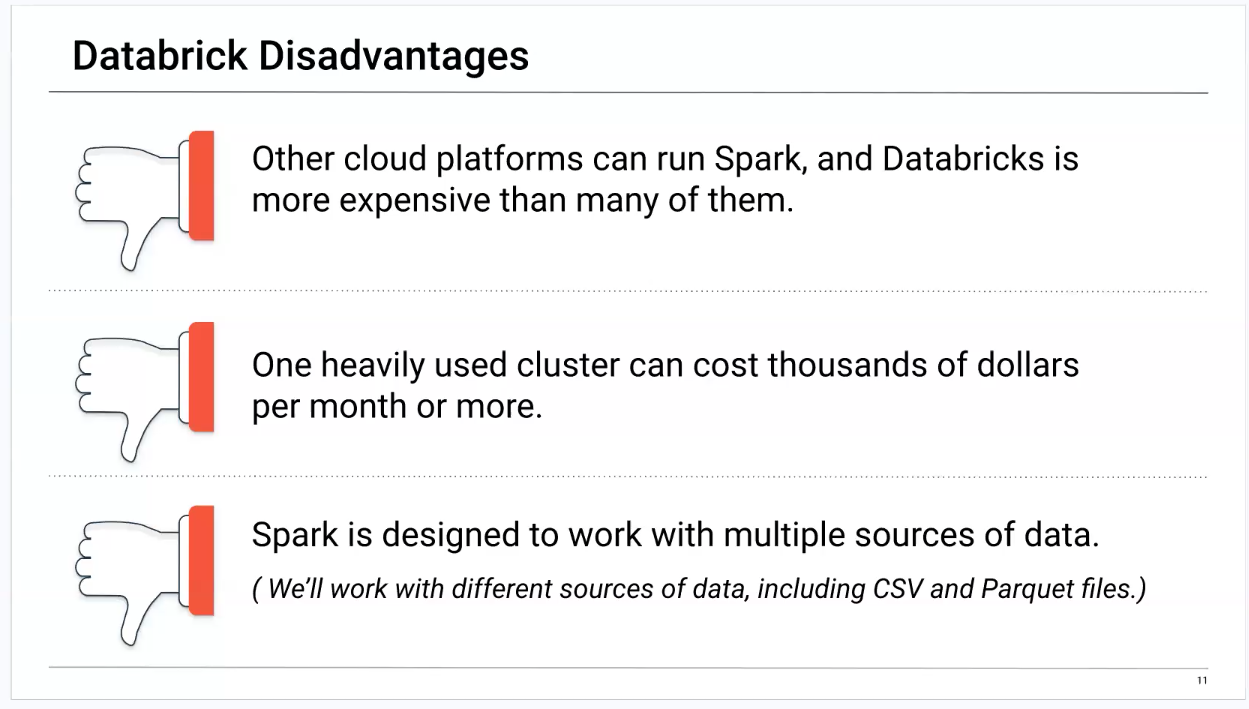 Databrick Disadvantages
Other cloud platforms can run Spark, and Databricks is
more expensive than many of them.
One heavily used cluster can cost thousands of dollars
per month or more.
Spark is designed to work with multiple sources of data.
( We’ll work with different sources of data, including CSV and Parquet files.)
11